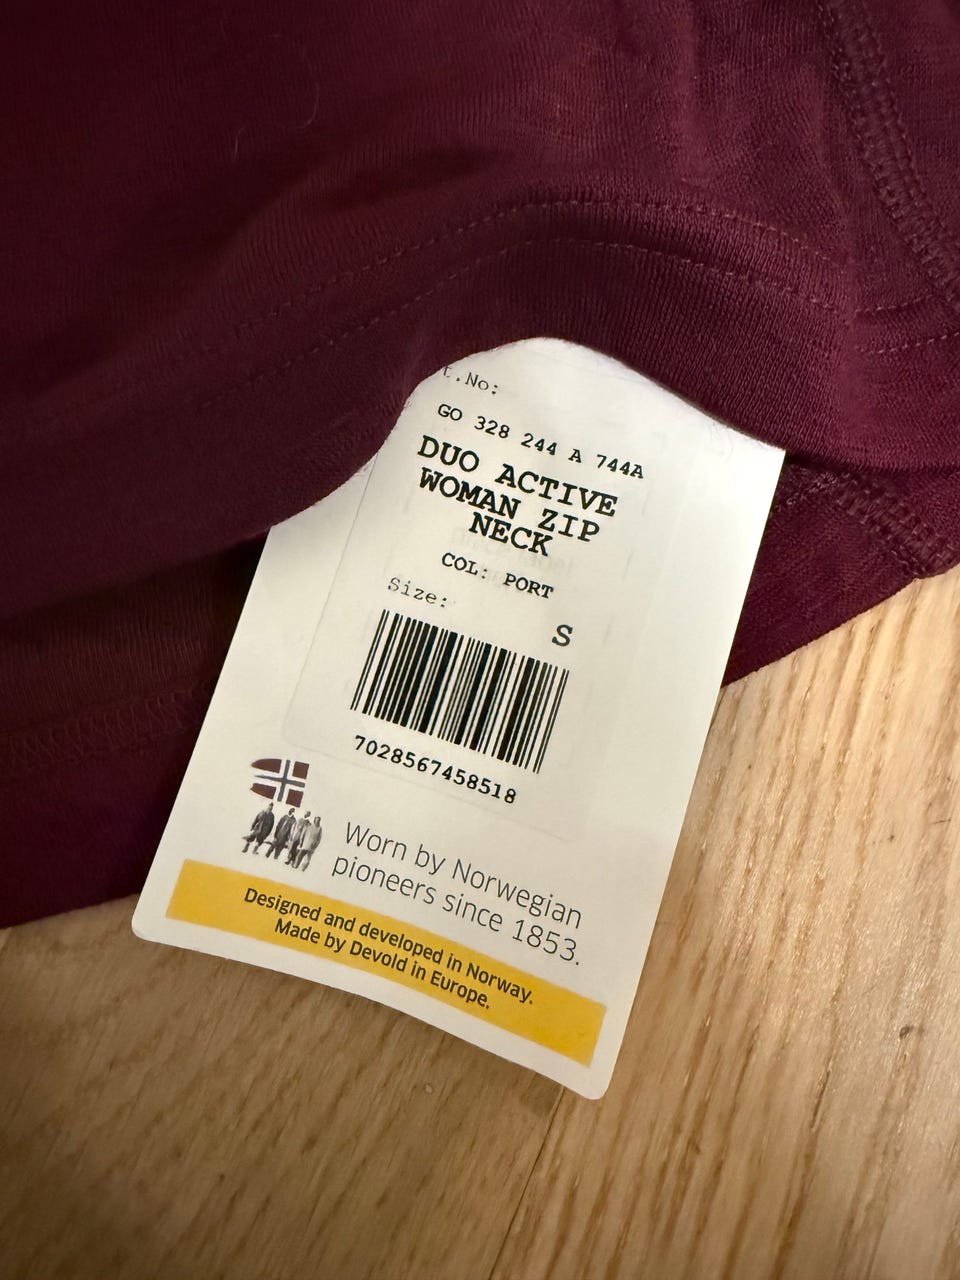 t.No:
GO 328 244 A 744A
DUO ACTIVE
WOMAN ZIP
NECK
COL: PORT
Size:
S
7028567458518
Worn by Norwegian
pioneers since 1853.
Designed and developed in Norway.
Made by Devold in Europe.